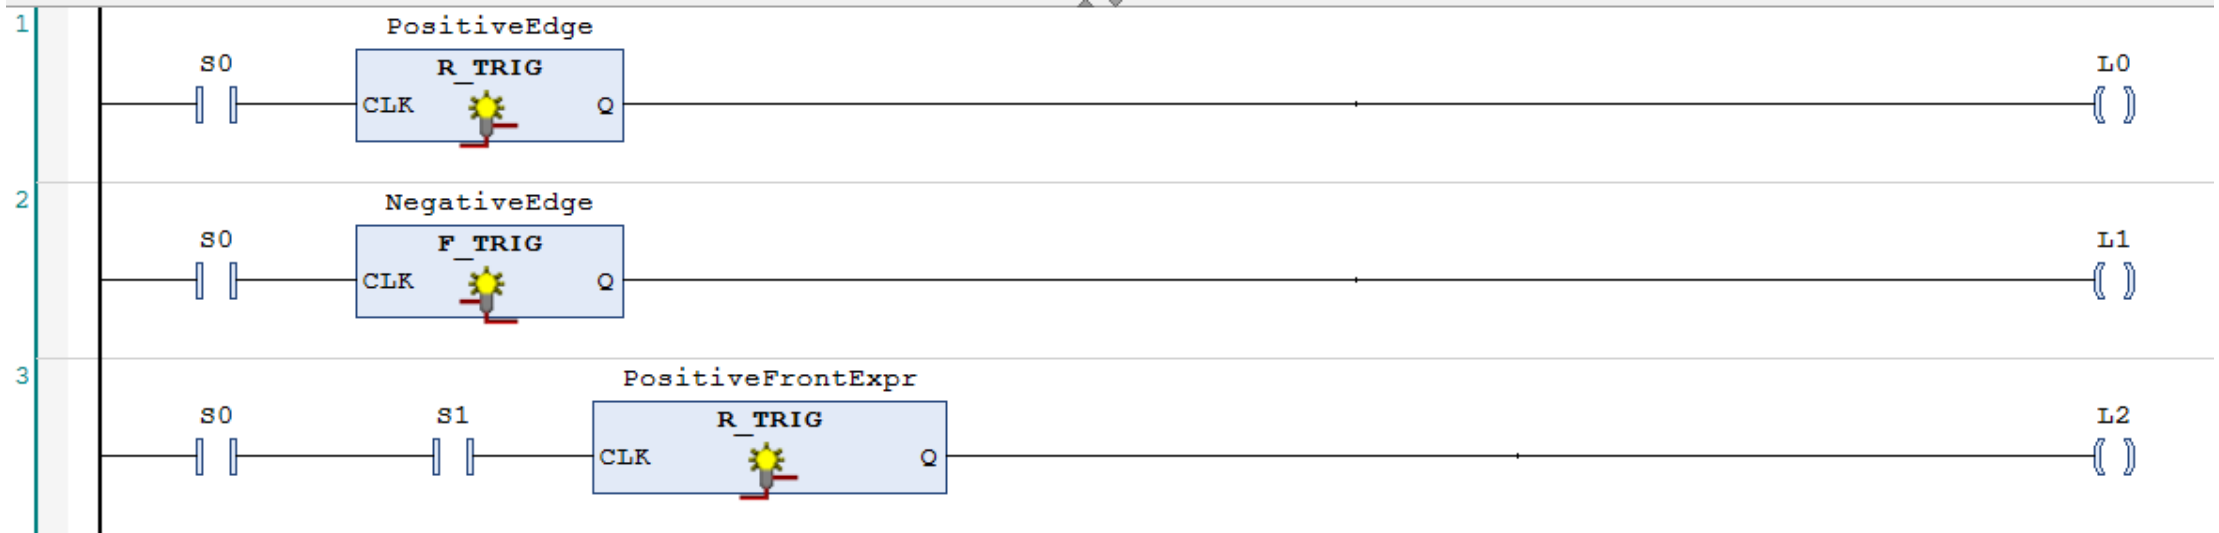 1
PositiveEdge
S0
R_TRIG
L0
CLK
Q
2
NegativeEdge
S0
F_TRIG
L1
CLK
Q
3
PositiveFrontExpr
S0
S1
R_TRIG
L2
CLK
Q